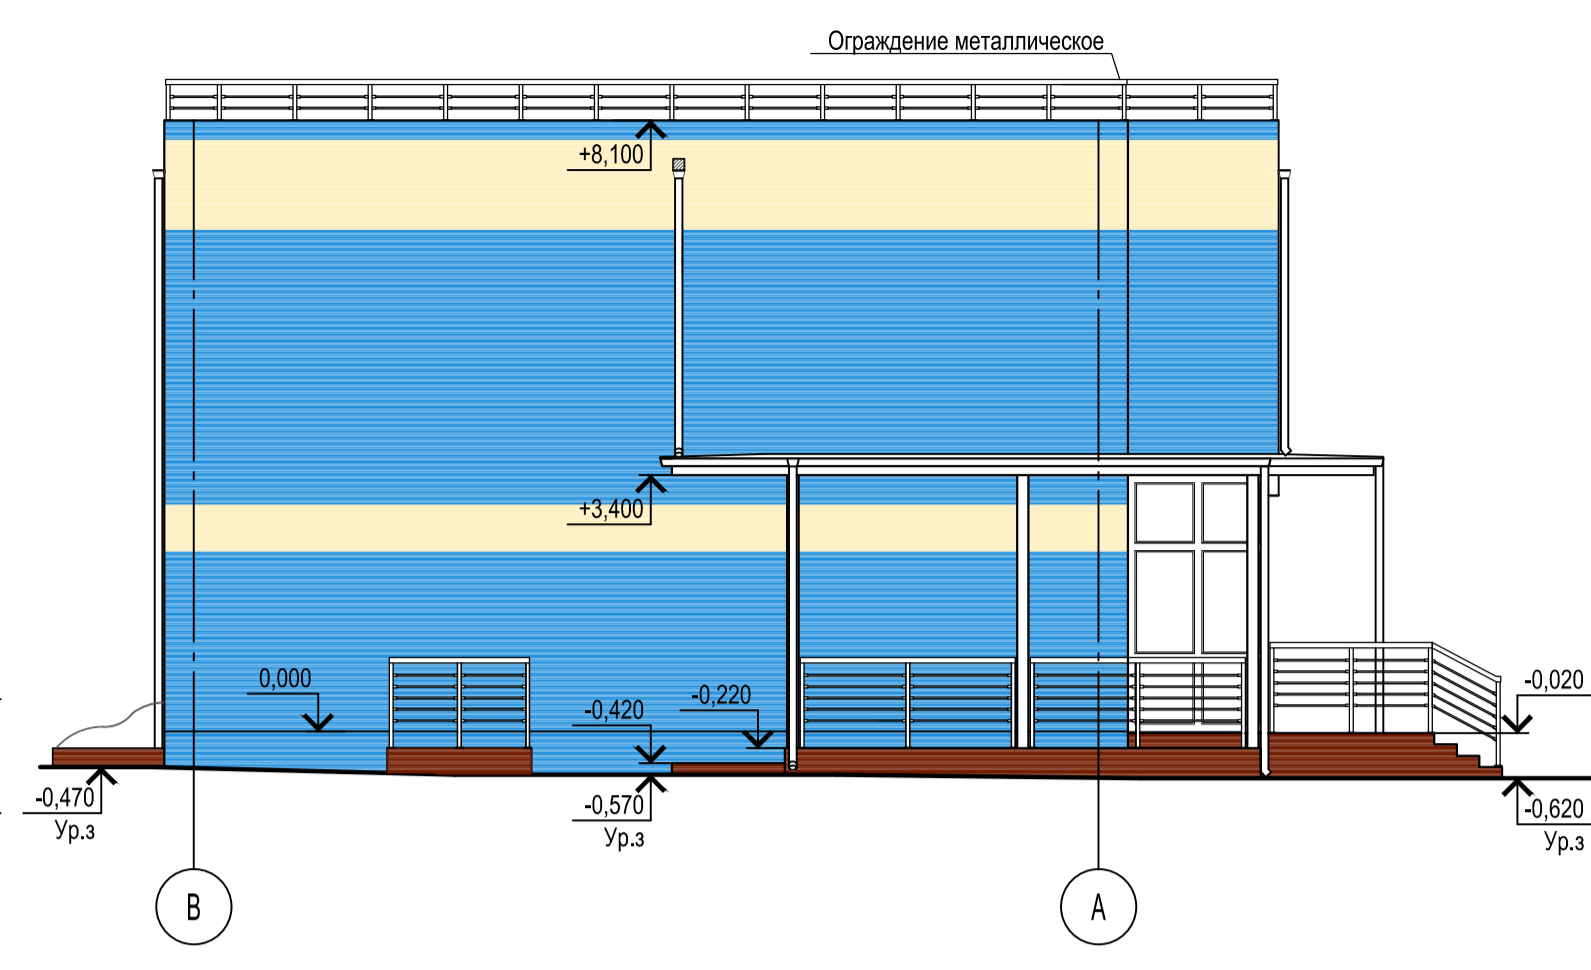 Ограждение металлическое
+8,100
+3,400
0,000
-0,420
-0,220
-0,020
-0,470
Ур.з
-0,570
Ур.з
-0,620
Ур.з
В
А